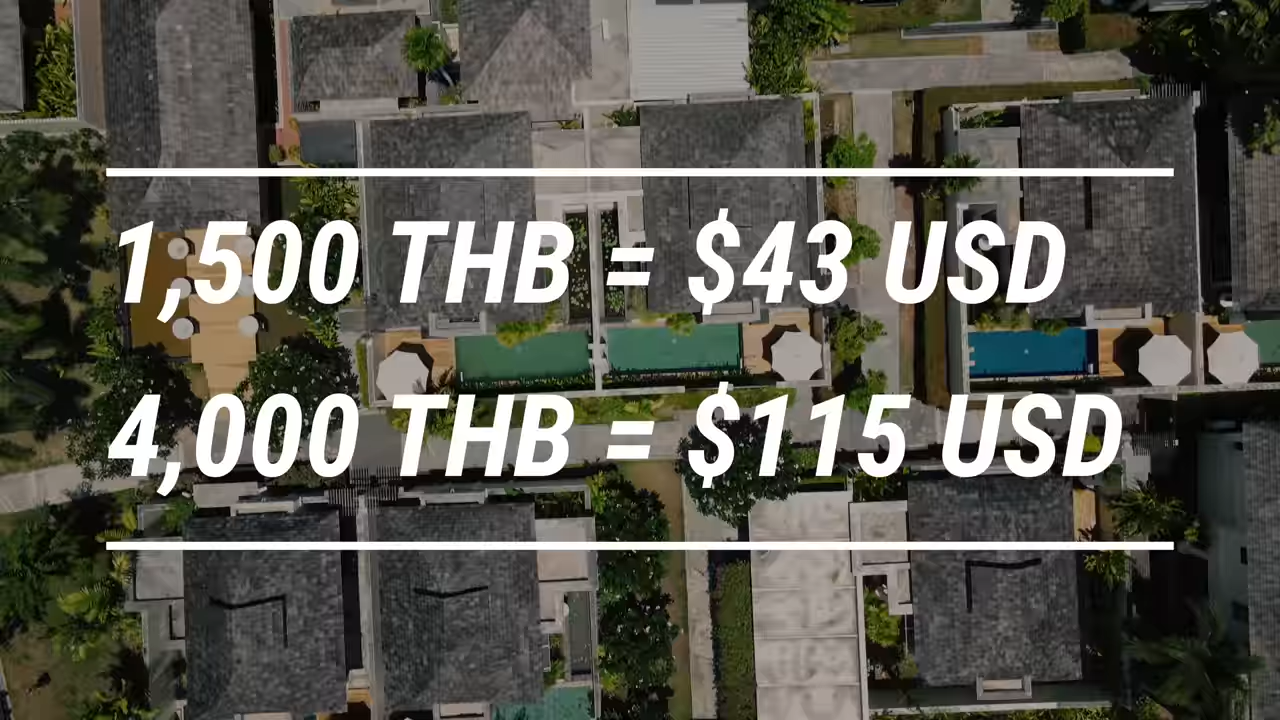 1,500 THB = $43 USD
4,000 THB = $115 USD